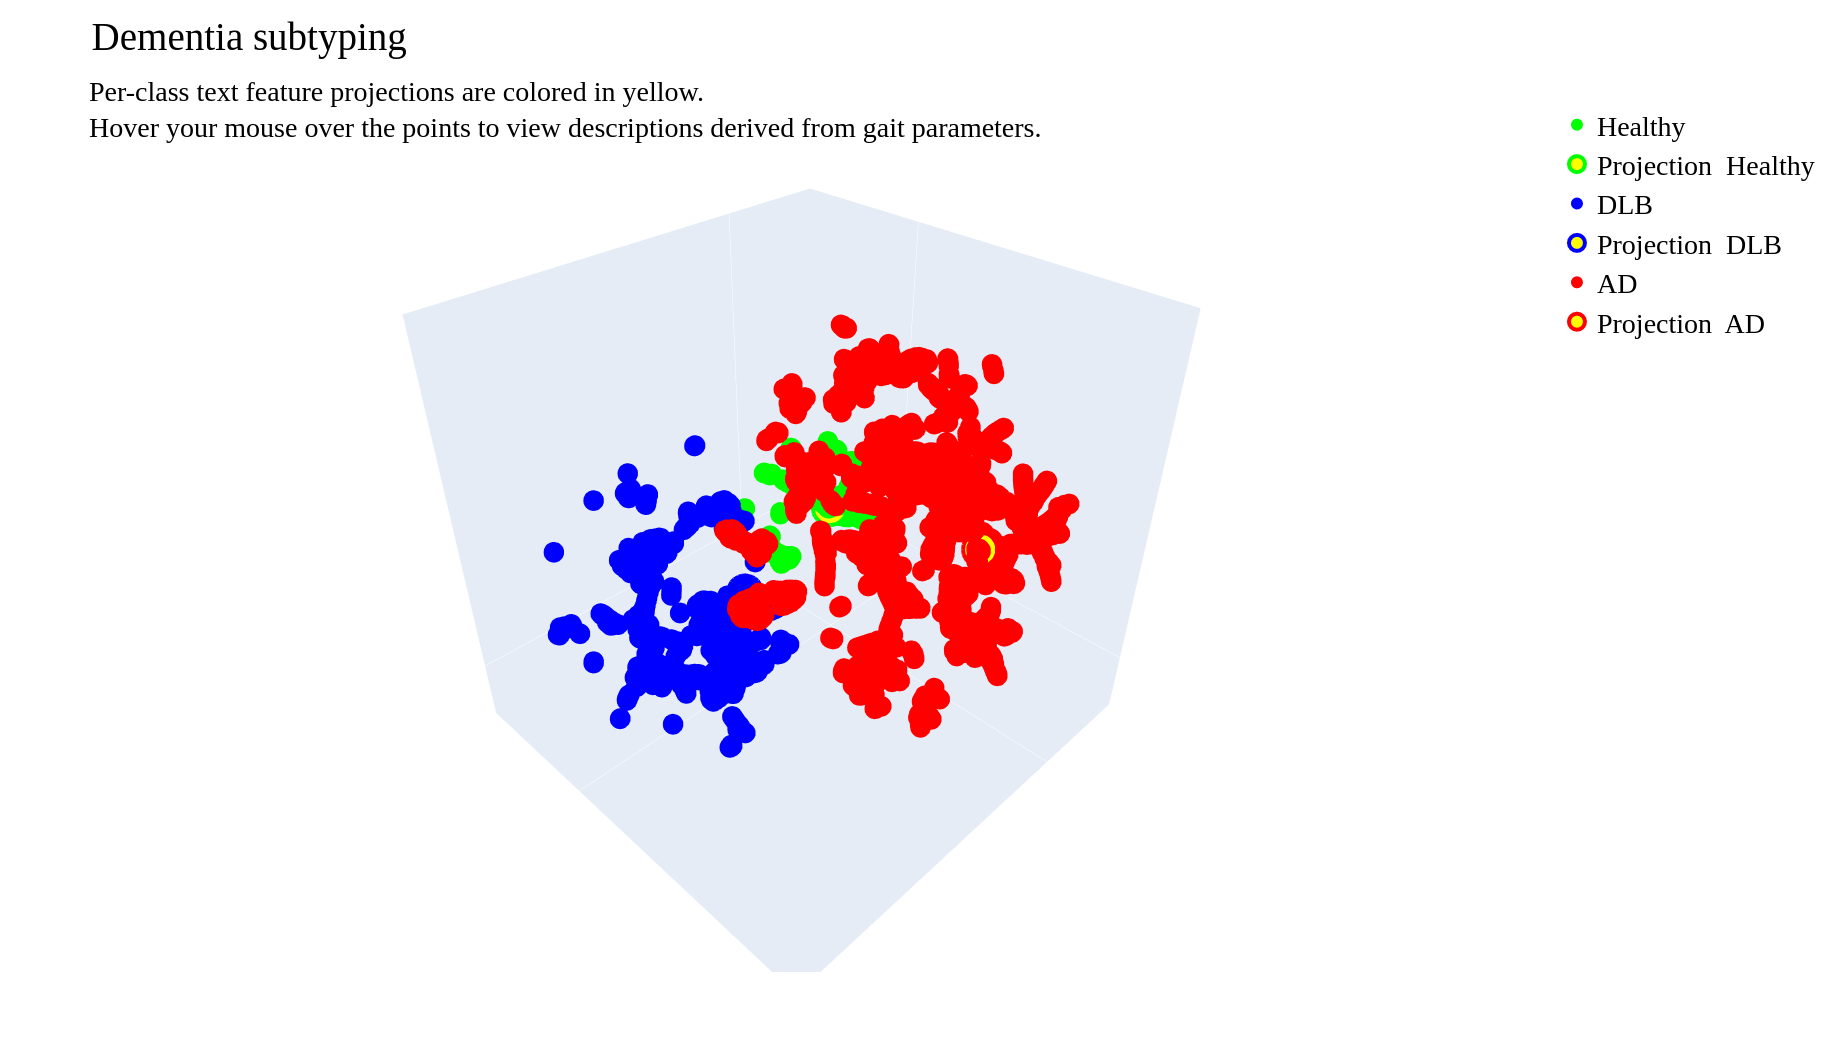 Dementia subtyping
Per-class text feature projections are colored in yellow.
Hover your mouse over the points to view descriptions derived from gait parameters.
Healthy
Projection Healthy
DLB
Projection DLB
AD
Projection AD